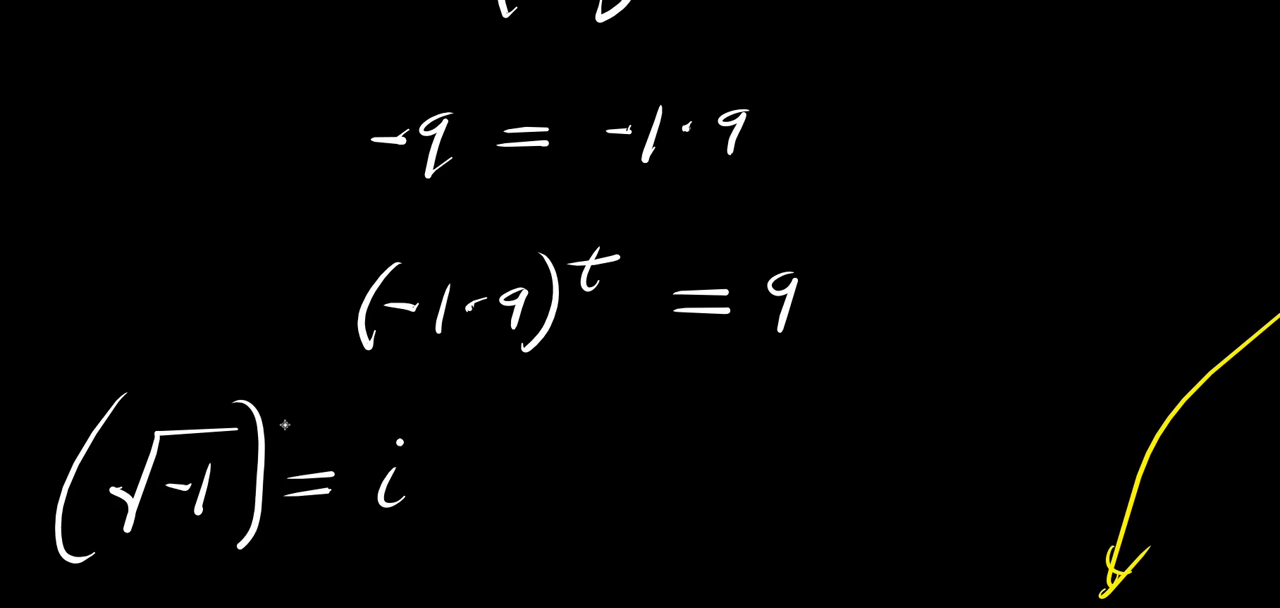 -9 = -1·9
(-1·9)^t = 9
(√-1) = i